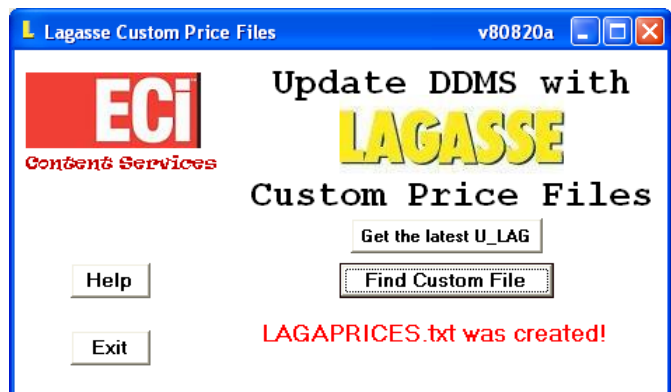 L Lagasse Custom Price Files v80820a
ECi
Content Services
Update DDMS with
LAGASSE
Custom Price Files
Get the latest U_LAG
Help
Find Custom File
LAGAPRICES.txt was created!
Exit